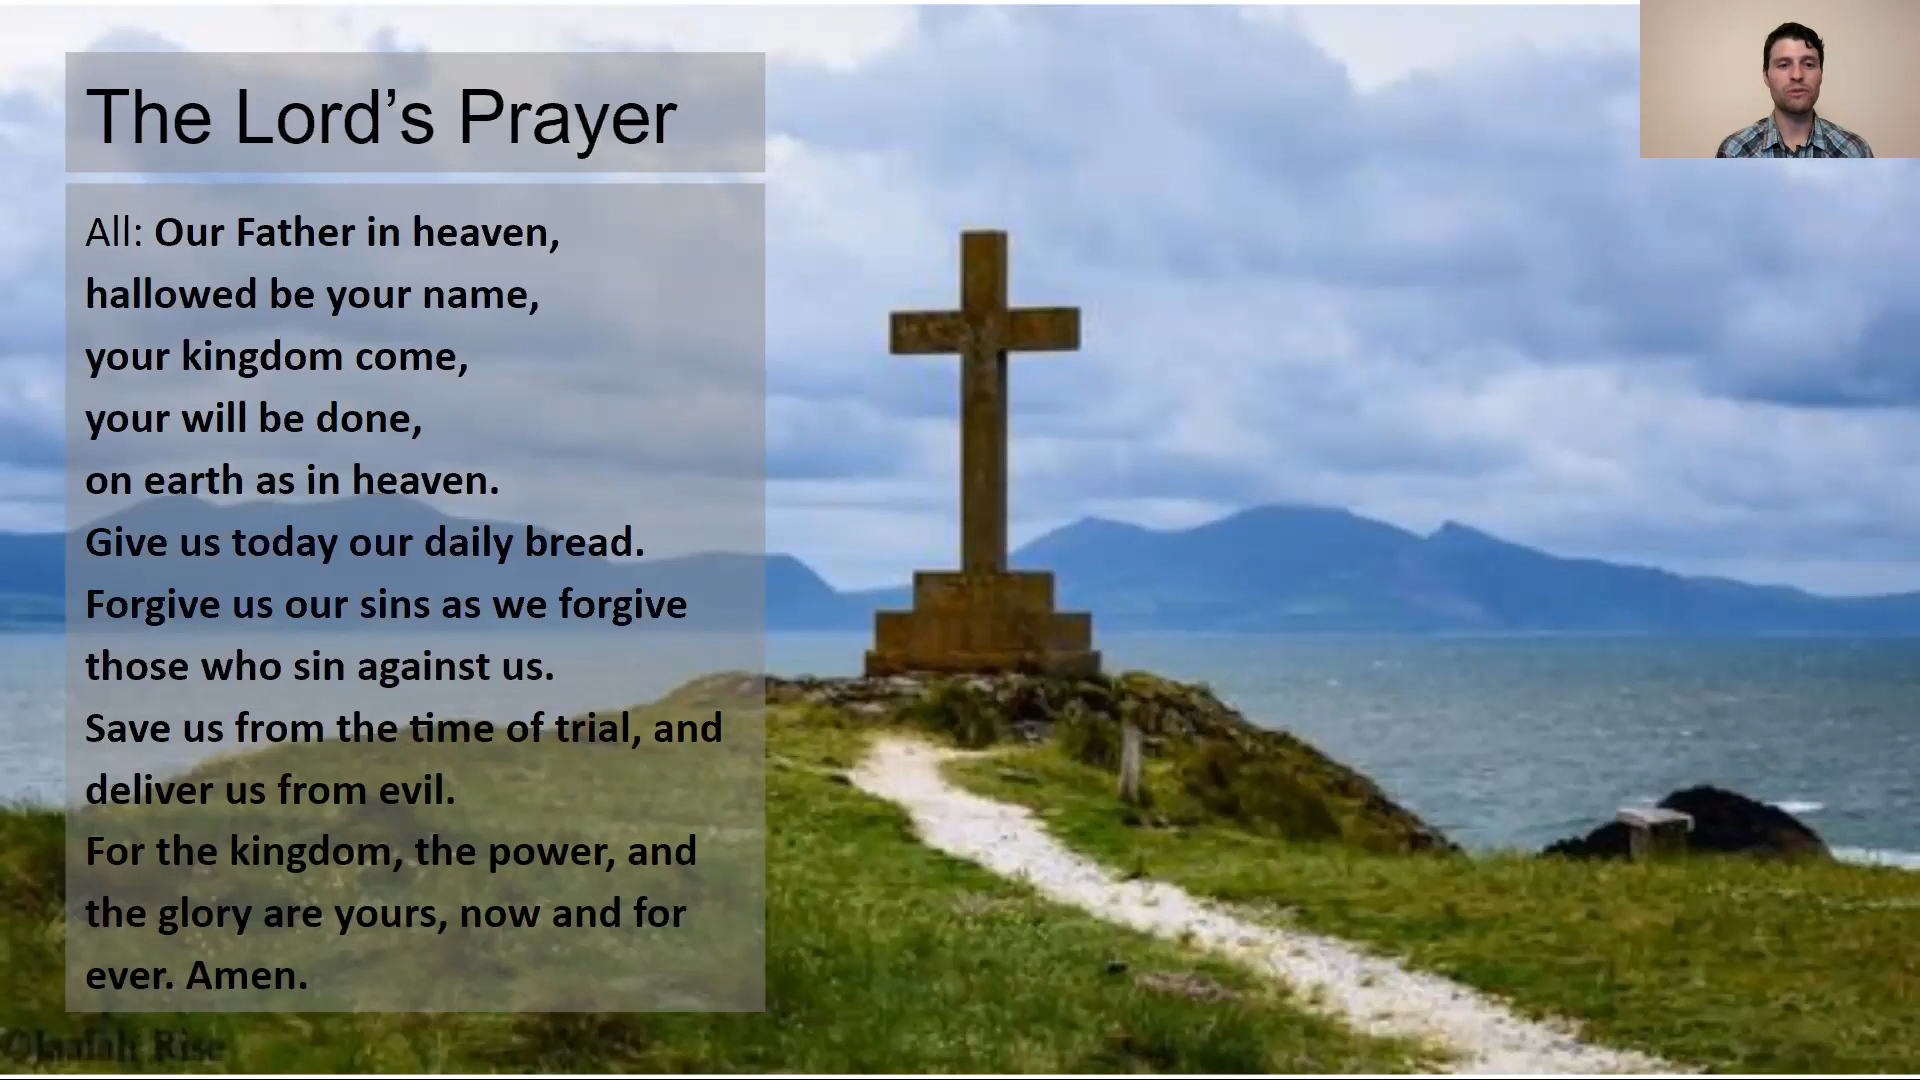 The Lord's Prayer
All: Our Father in heaven,
hallowed be your name,
your kingdom come,
your will be done,
on earth as in heaven.
Give us today our daily bread.
Forgive us our sins as we forgive
those who sin against us.
Save us from the time of trial, and
deliver us from evil.
For the kingdom, the power, and
the glory are yours, now and for
ever. Amen.
©Isaiah Rise